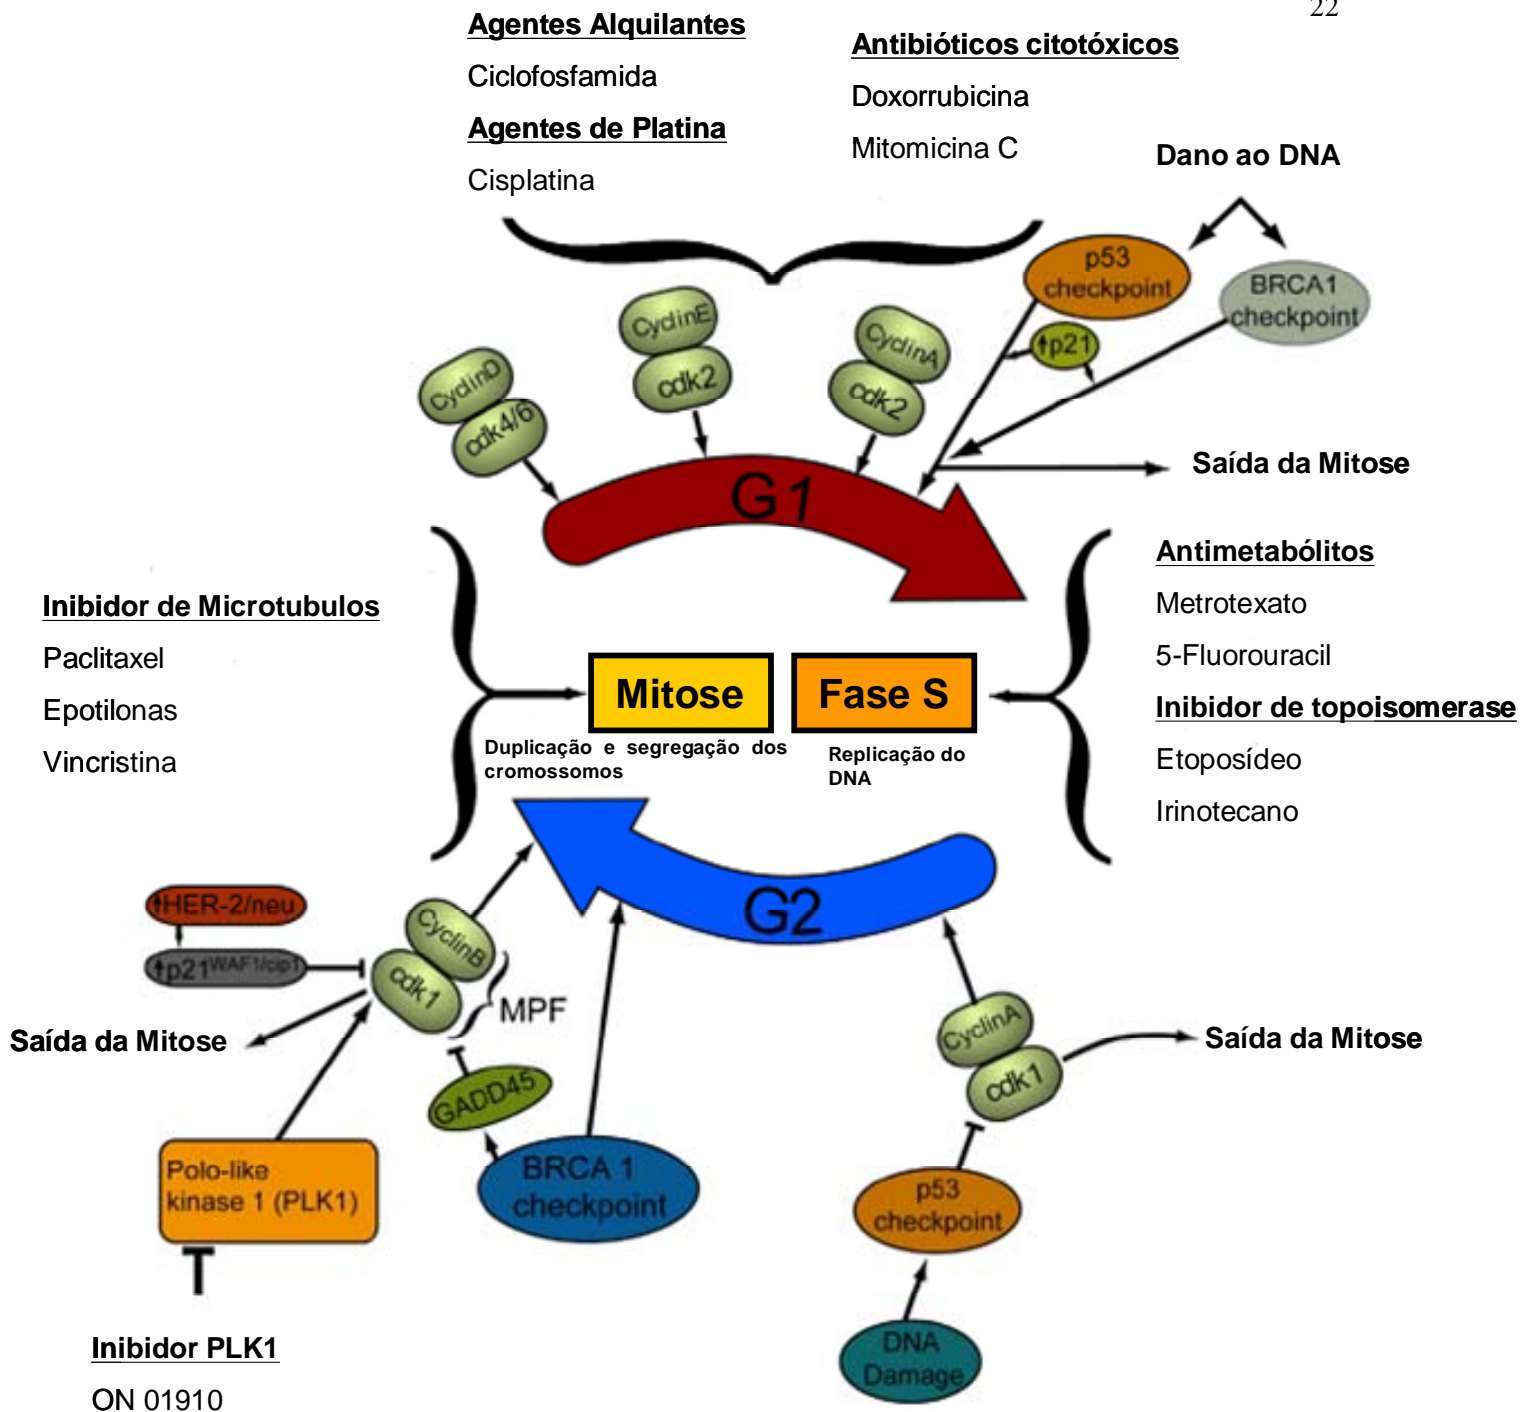 22
Agentes Alquilantes
Ciclofosfamida
Agentes de Platina
Cisplatina
Antibióticos citotóxicos
Doxorrubicina
Mitomicina C
Dano ao DNA
p53
checkpoint
BRCA1
checkpoint
p21
CyclinE
cdk2
CyclinA
cdk2
CyclinD
cdk4/6
G1
Saída da Mitose
Inibidor de Microtubulos
Paclitaxel
Epotilonas
Vincristina
Mitose
Duplicação e segregação dos
cromossomos
Fase S
Replicação do
DNA
Antimetabólitos
Metrotexato
5-Fluorouracil
Inibidor de topoisomerase
Etoposídeo
Irinotecano
G2
HER-2/neu
p21WAF1/cip1
CyclinB
cdk1
MPF
Saída da Mitose
GADD45
Polo-like
kinase 1 (PLK1)
BRCA 1
checkpoint
CyclinA
cdk1
Saída da Mitose
p53
checkpoint
DNA
Damage
Inibidor PLK1
ON 01910